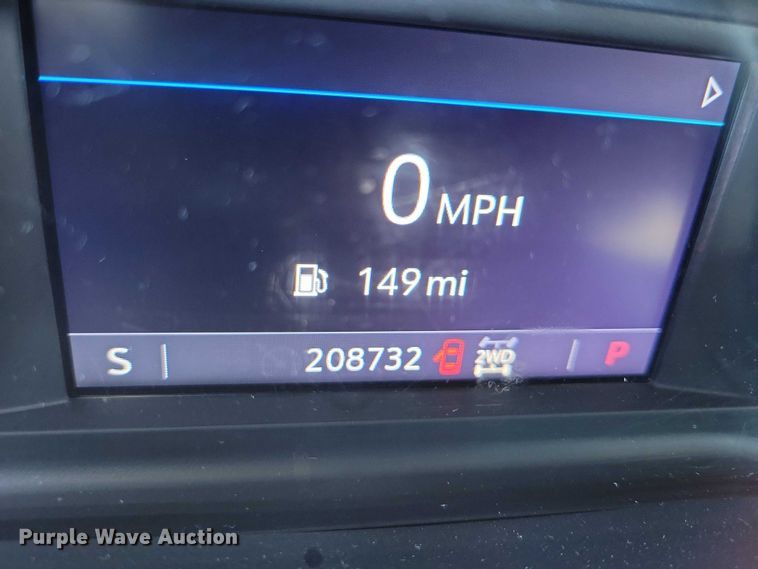 0 MPH
149 mi
S 208732 2WD P
Purple Wave Auction